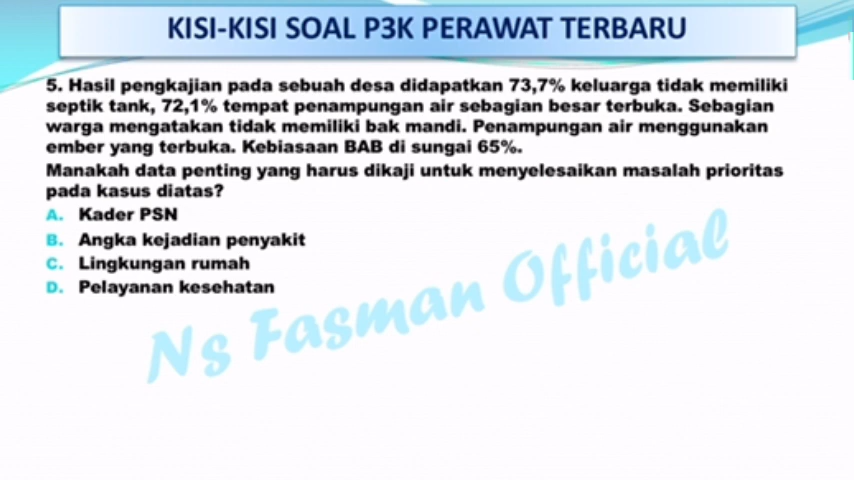 KISI-KISI SOAL P3K PERAWAT TERBARU
5. Hasil pengkajian pada sebuah desa didapatkan 73,7% keluarga tidak memiliki
septik tank, 72,1% tempat penampungan air sebagian besar terbuka. Sebagian
warga mengatakan tidak memiliki bak mandi. Penampungan air menggunakan
ember yang terbuka. Kebiasaan BAB di sungai 65%.
Manakah data penting yang harus dikaji untuk menyelesaikan masalah prioritas
pada kasus diatas?
A. Kader PSN
B. Angka kejadian penyakit
C. Lingkungan rumah
D. Pelayanan kesehatan
Ns Fasman Official